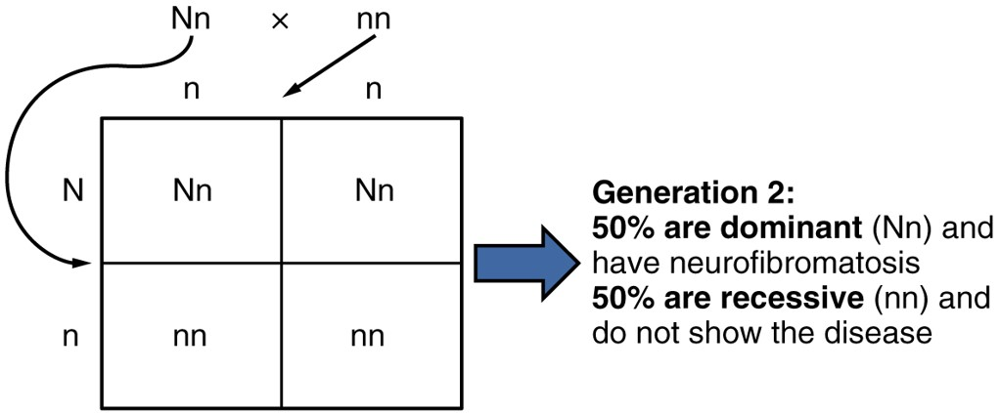 Nn × nn
n n
N Nn Nn
n nn nn
Generation 2:
50% are dominant (Nn) and
have neurofibromatosis
50% are recessive (nn) and
do not show the disease